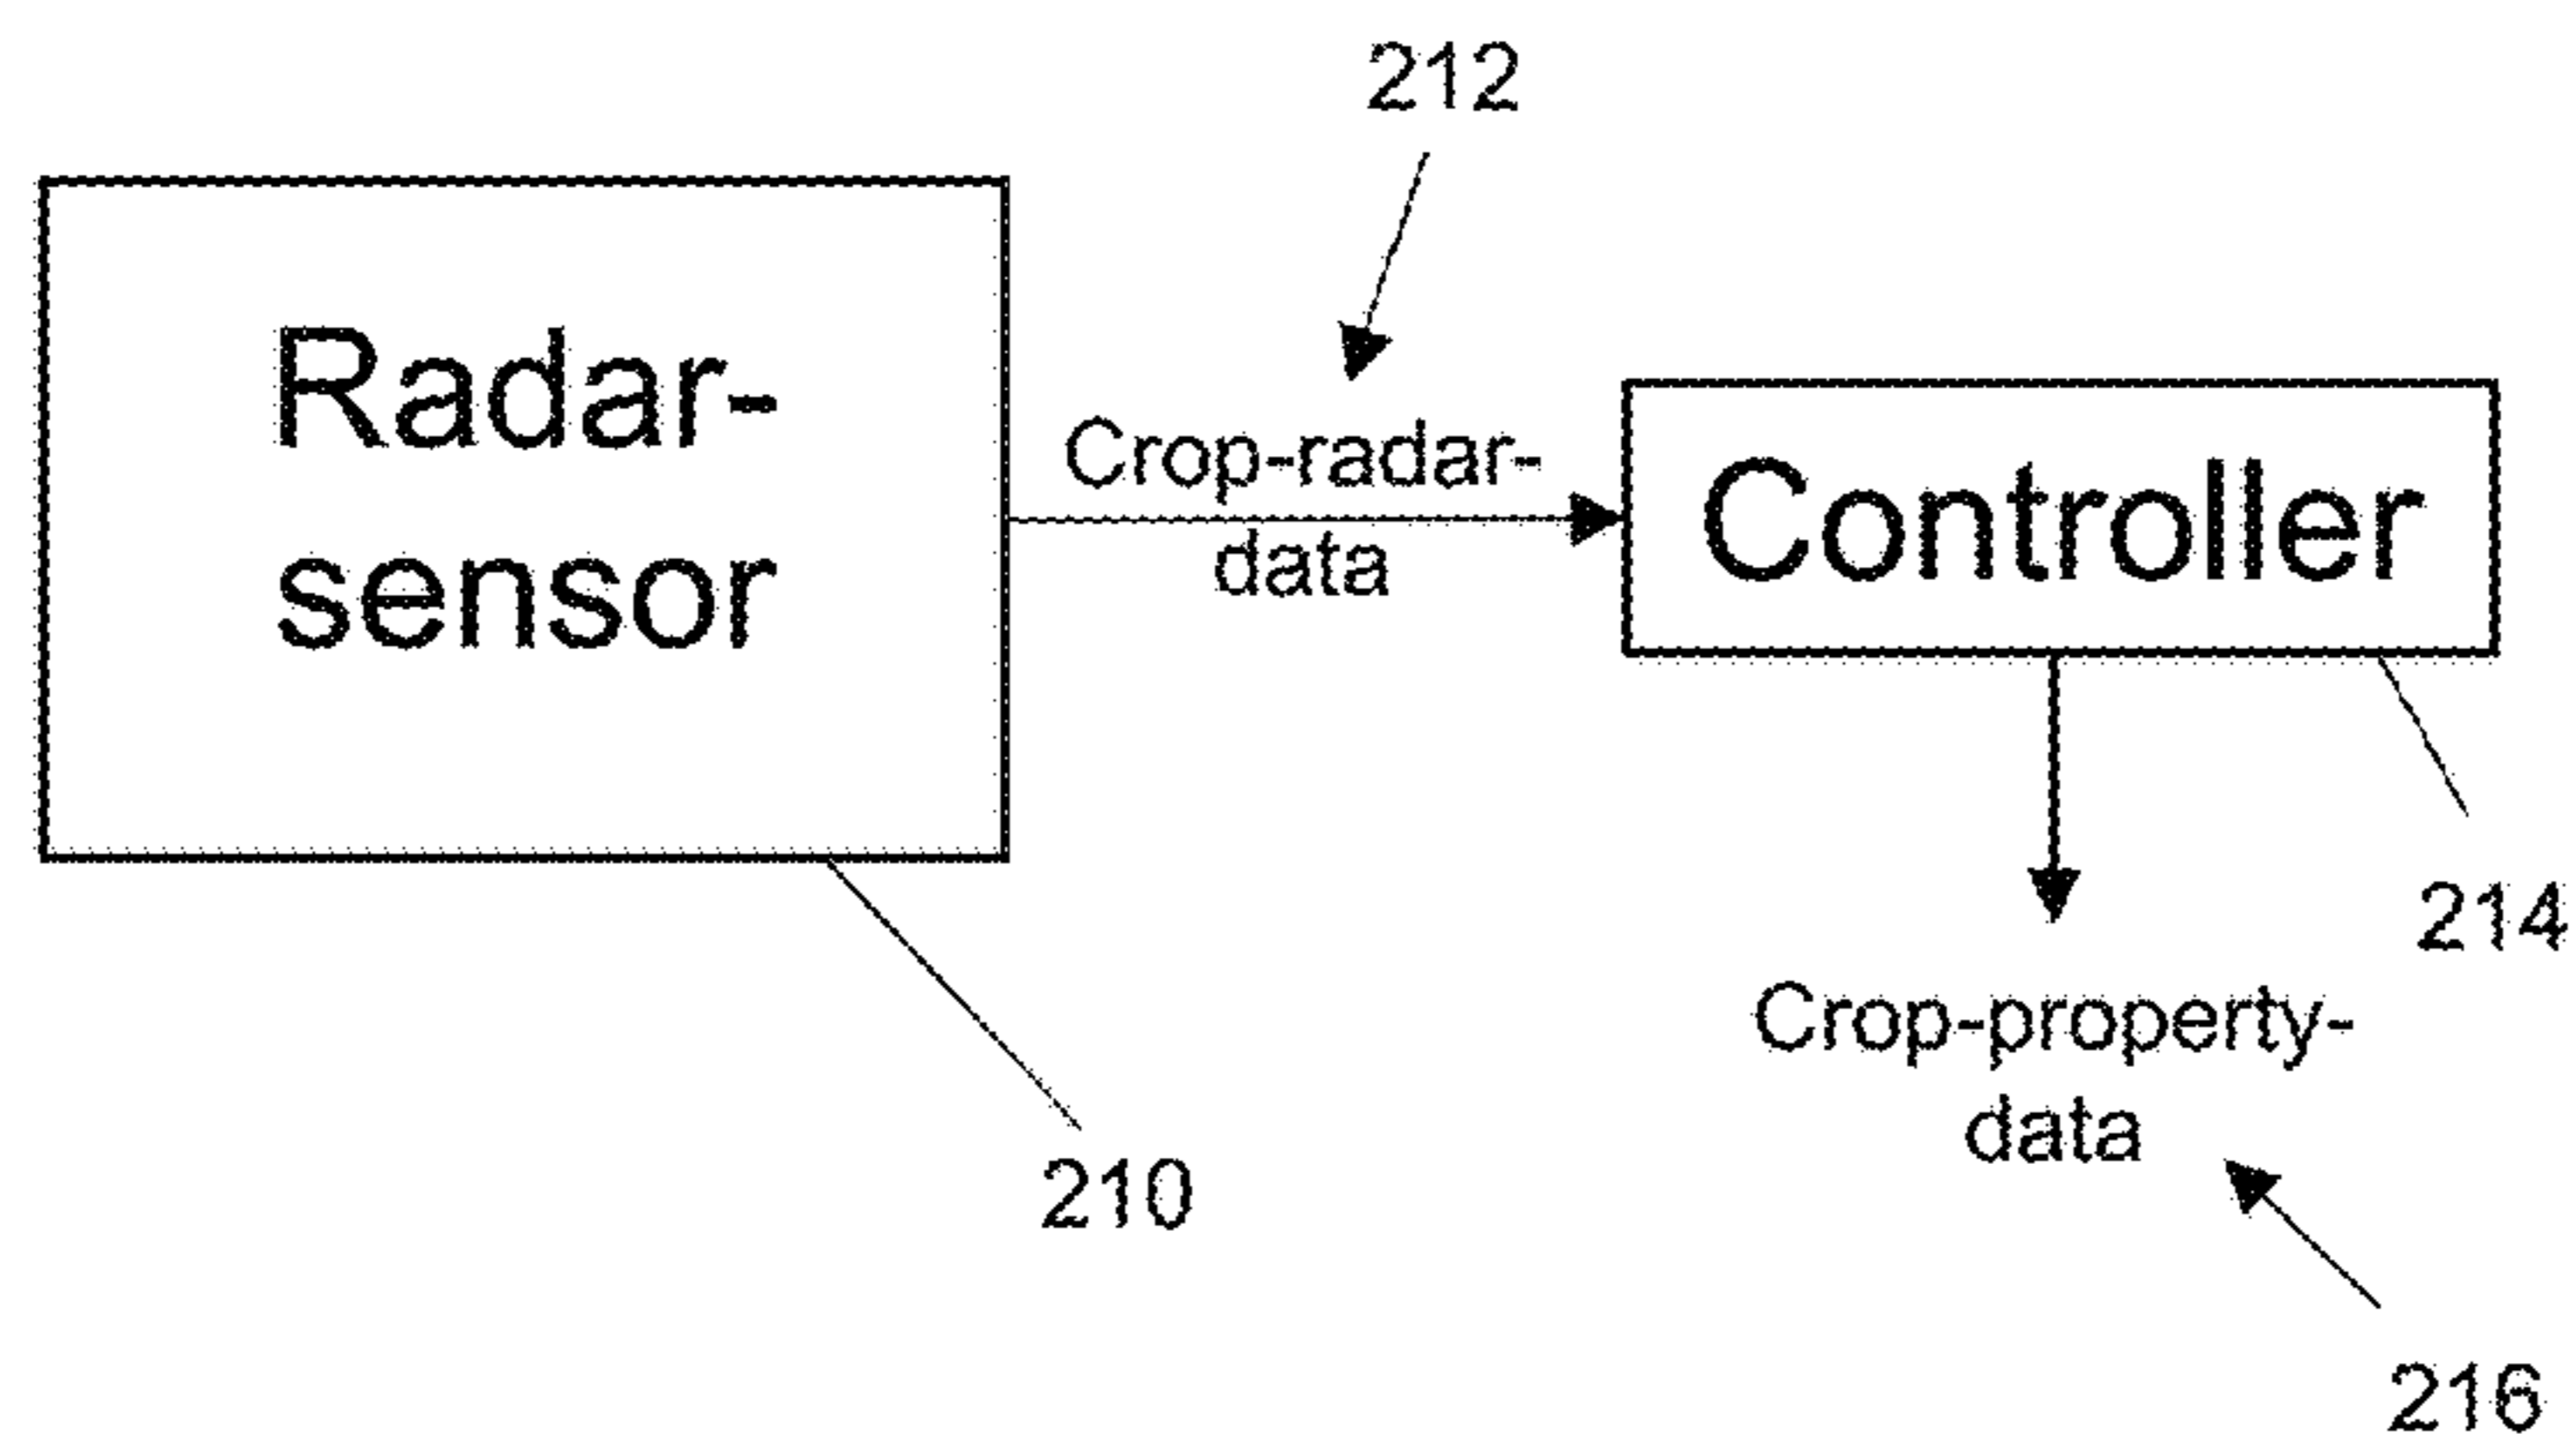 212
Radar-
sensor
Crop-radar-
data
Controller
214
Crop-property-
data
210
216